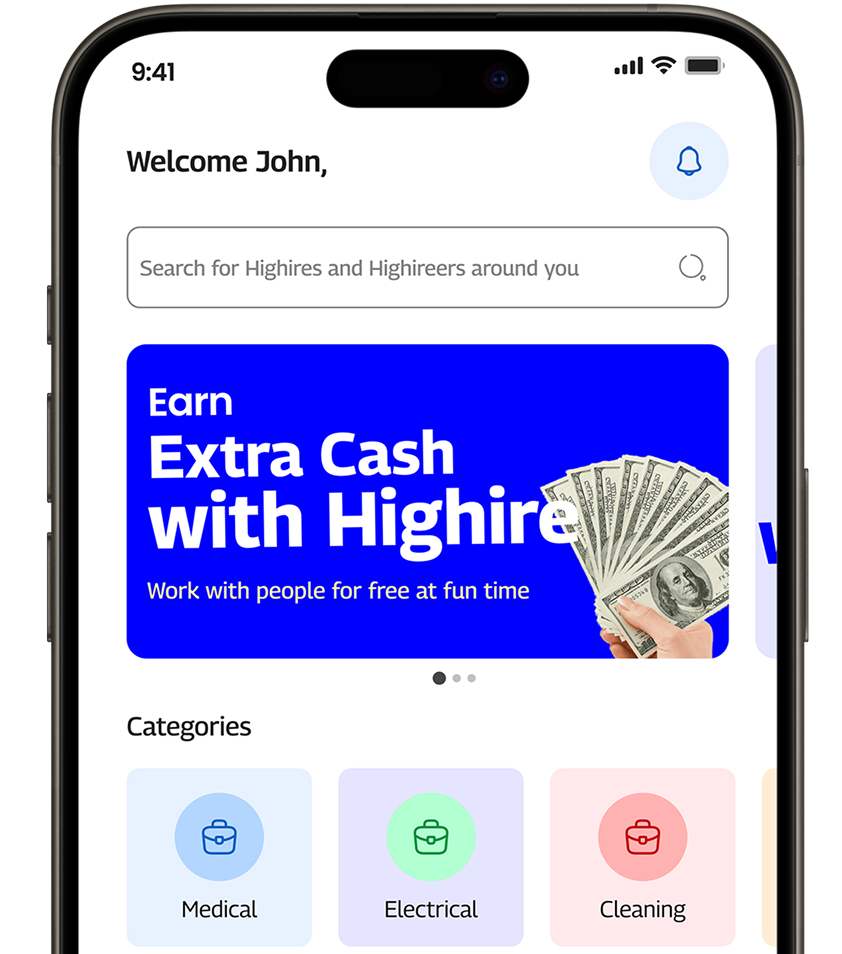 9:41
Welcome John,
Search for Highires and Highireers around you
Earn
Extra Cash
with Highire
Work with people for free at fun time
Categories
Medical
Electrical
Cleaning